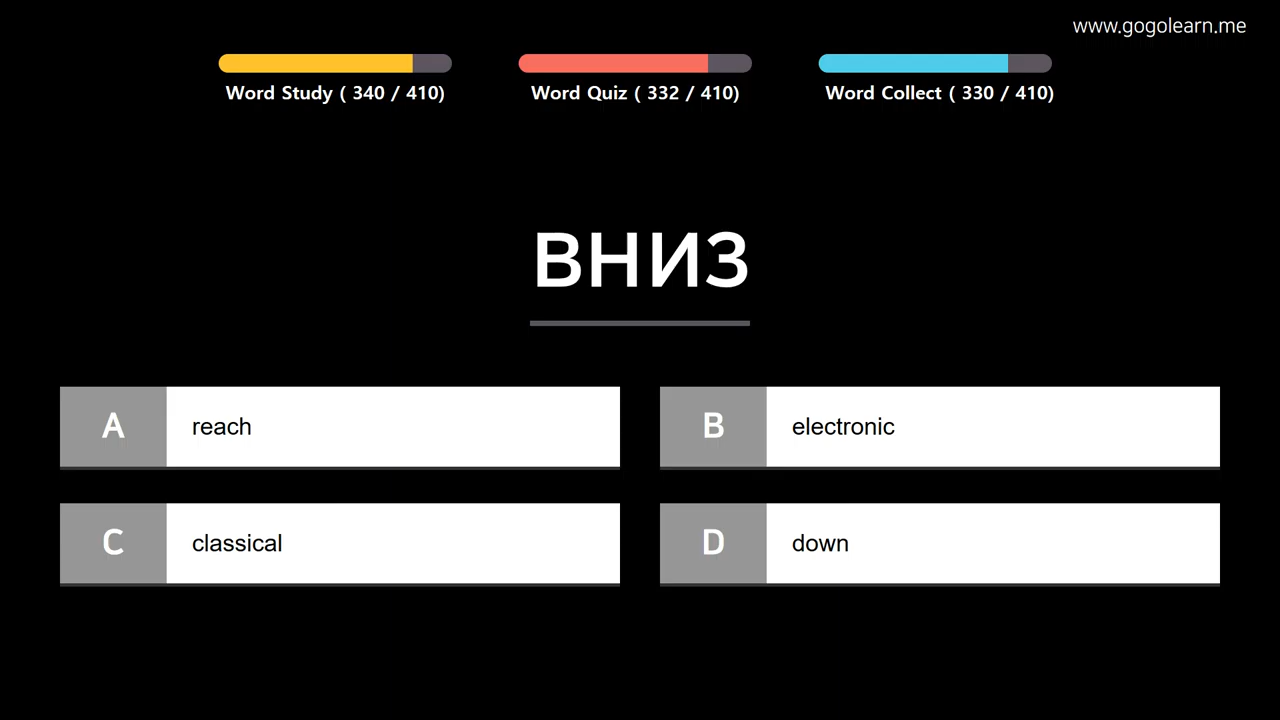 www.gogolearn.me
Word Study ( 340 / 410)
Word Quiz ( 332 / 410)
Word Collect ( 330 / 410)
вниз
A reach
B electronic
C classical
D down